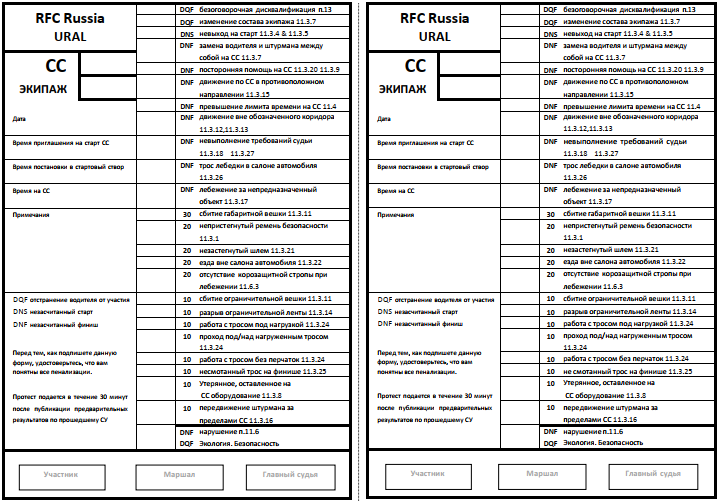 RFC Russia
URAL
СС
ЭКИПАЖ
Дата
Время приглашения на старт СС
Время постановки в стартовый створ
Время на СС
Примечания
DQF отстранение водителя от участия
DNS незасчитанный старт
DNF незасчитанный финиш
Перед тем, как подпишете данную
форму, удостоверьтесь, что вам
понятны все пенализации.
Протест подается в течение 30 минут
после публикации предварительных
результатов по прошедшему СУ
DQF безоговорочная дисквалификация п.13
DQF изменение состава экипажа 11.3.7
DNS невыход на старт 11.3.4 & 11.3.5
DNF замена водителя и штурмана между
собой на СС 11.3.7
DNF посторонняя помощь на СС 11.3.20 11.3.9
DNF движение по СС в противоположном
направлении 11.3.15
DNF превышение лимита времени на СС 11.4
DNF движение вне обозначенного коридора
11.3.12,11.3.13
DNF невыполнение требований судьи
11.3.18 11.3.27
DNF трос лебедки в салоне автомобиля
11.3.26
DNF лебежение за непредназначенный
объект 11.3.17
30 сбитие габаритной вешки 11.3.11
20 непристегнутый ремень безопасности
11.3.1
20 незастегнутый шлем 11.3.21
20 езда вне салона автомобиля 11.3.22
20 отсутствие корозащитной стропы при
лебежении 11.6.3
10 сбитие ограничительной вешки 11.3.11
10 разрыв ограничительной ленты 11.3.14
10 работа с тросом под нагрузкой 11.3.24
10 проход под/над нагруженным тросом
11.3.24
10 работа с тросом без перчаток 11.3.24
10 несмотанный трос на финише 11.3.25
10 Утерянное, оставленное на
СС оборудование 11.3.8
10 передвижение штурмана за
пределами СС 11.3.16
DNF нарушение п.11.6
DQF Экология. Безопасность
Участник
Маршал
Главный судья
RFC Russia
URAL
СС
ЭКИПАЖ
Дата
Время приглашения на старт СС
Время постановки в стартовый створ
Время на СС
Примечания
DQF отстранение водителя от участия
DNS незасчитанный старт
DNF незасчитанный финиш
Перед тем, как подпишете данную
форму, удостоверьтесь, что вам
понятны все пенализации.
Протест подается в течение 30 минут
после публикации предварительных
результатов по прошедшему СУ
DQF безоговорочная дисквалификация п.13
DQF изменение состава экипажа 11.3.7
DNS невыход на старт 11.3.4 & 11.3.5
DNF замена водителя и штурмана между
собой на СС 11.3.7
DNF посторонняя помощь на СС 11.3.20 11.3.9
DNF движение по СС в противоположном
направлении 11.3.15
DNF превышение лимита времени на СС 11.4
DNF движение вне обозначенного коридора
11.3.12,11.3.13
DNF невыполнение требований судьи
11.3.18 11.3.27
DNF трос лебедки в салоне автомобиля
11.3.26
DNF лебежение за непредназначенный
объект 11.3.17
30 сбитие габаритной вешки 11.3.11
20 непристегнутый ремень безопасности
11.3.1
20 незастегнутый шлем 11.3.21
20 езда вне салона автомобиля 11.3.22
20 отсутствие корозащитной стропы при
лебежении 11.6.3
10 сбитие ограничительной вешки 11.3.11
10 разрыв ограничительной ленты 11.3.14
10 работа с тросом под нагрузкой 11.3.24
10 проход под/над нагруженным тросом
11.3.24
10 работа с тросом без перчаток 11.3.24
10 не смотанный трос на финише 11.3.25
10 Утерянное, оставленное на
СС оборудование 11.3.8
10 передвижение штурмана за
пределами СС 11.3.16
DNF нарушение п.11.6
DQF Экология. Безопасность
Участник
Маршал
Главный судья